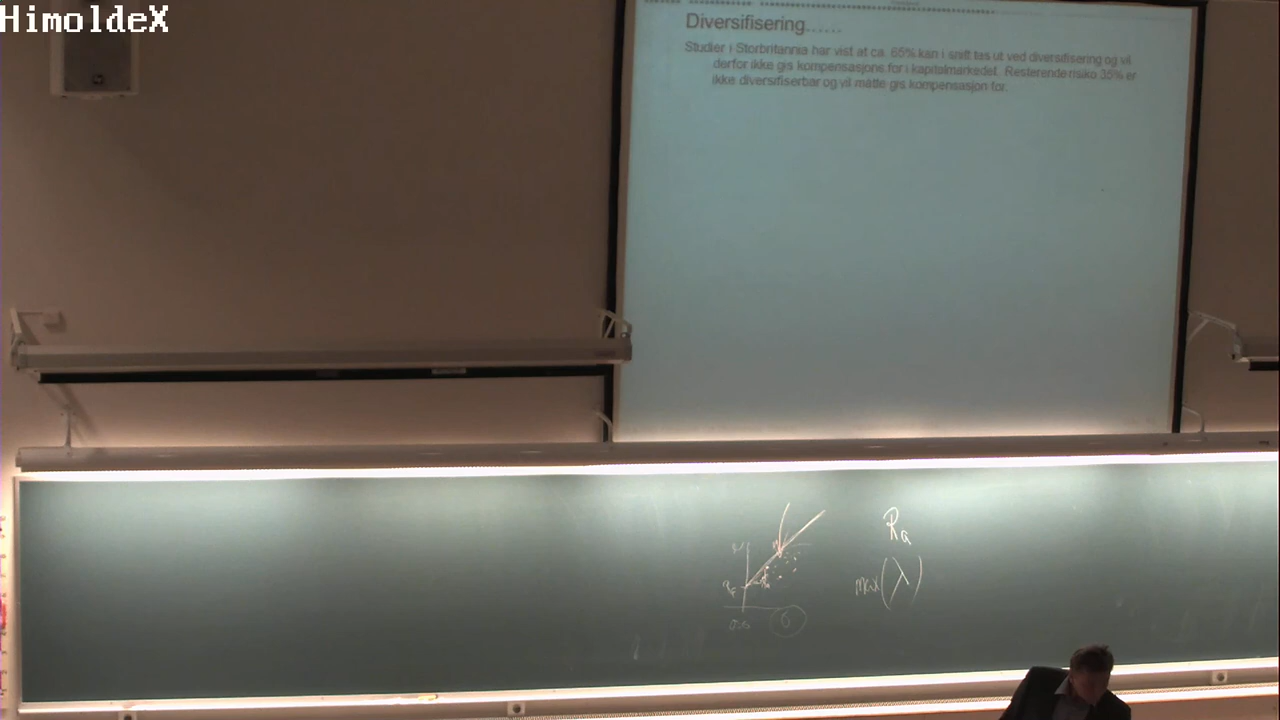 HimoldeX
Diversifisering......
Studier i Storbritannia har vist at ca. 65% kan i snitt tas ut ved diversifisering og vil
derfor ikke gis kompensasjons for i kapitalmarkedet. Resterende risiko 35% er
ikke diversifiserbar og vil måtte gis kompensasjon for.
Ra
max(λ)
RF
σ